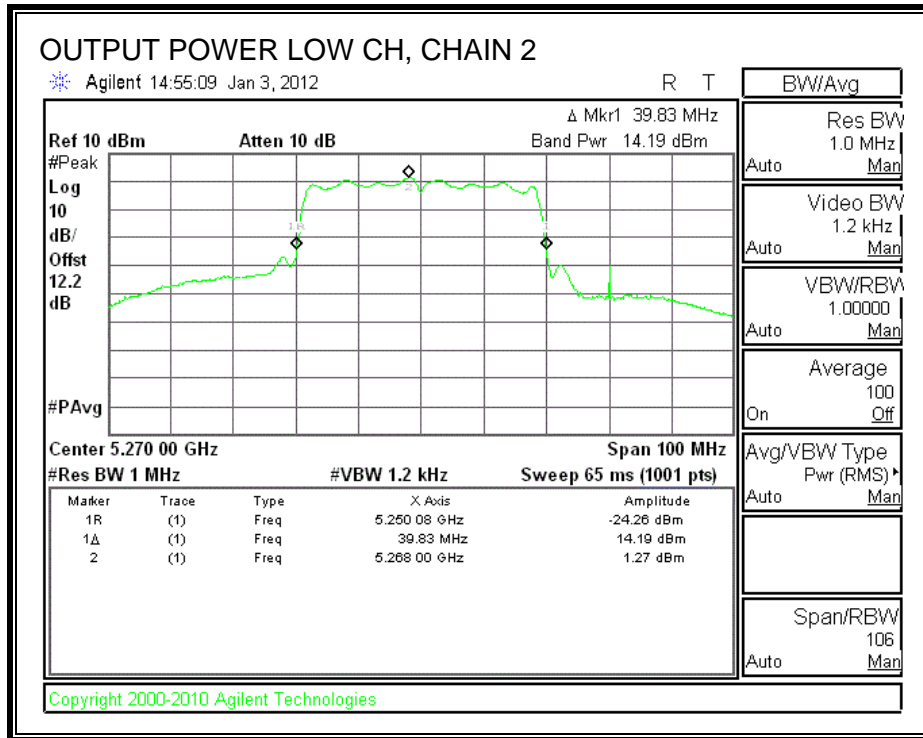 OUTPUT POWER LOW CH, CHAIN 2
Agilent 14:55:09 Jan 3, 2012 R T
Δ Mkr1 39.83 MHz
Ref 10 dBm Atten 10 dB Band Pwr 14.19 dBm
#Peak
Log
10
dB/
Offst
12.2
dB
#PAvg
1R
2
1
Center 5.270 00 GHz Span 100 MHz
#Res BW 1 MHz #VBW 1.2 kHz Sweep 65 ms (1001 pts)
Marker Trace Type X Axis Amplitude
1R (1) Freq 5.250 08 GHz -24.26 dBm
1Δ (1) Freq 39.83 MHz 14.19 dBm
2 (1) Freq 5.268 00 GHz 1.27 dBm
BW/Avg
Res BW
1.0 MHz
Auto Man
Video BW
1.2 kHz
Auto Man
VBW/RBW
1.00000
Auto Man
Average
100
On Off
Avg/VBW Type
Pwr (RMS)
Auto Man
Span/RBW
106
Auto Man
Copyright 2000-2010 Agilent Technologies